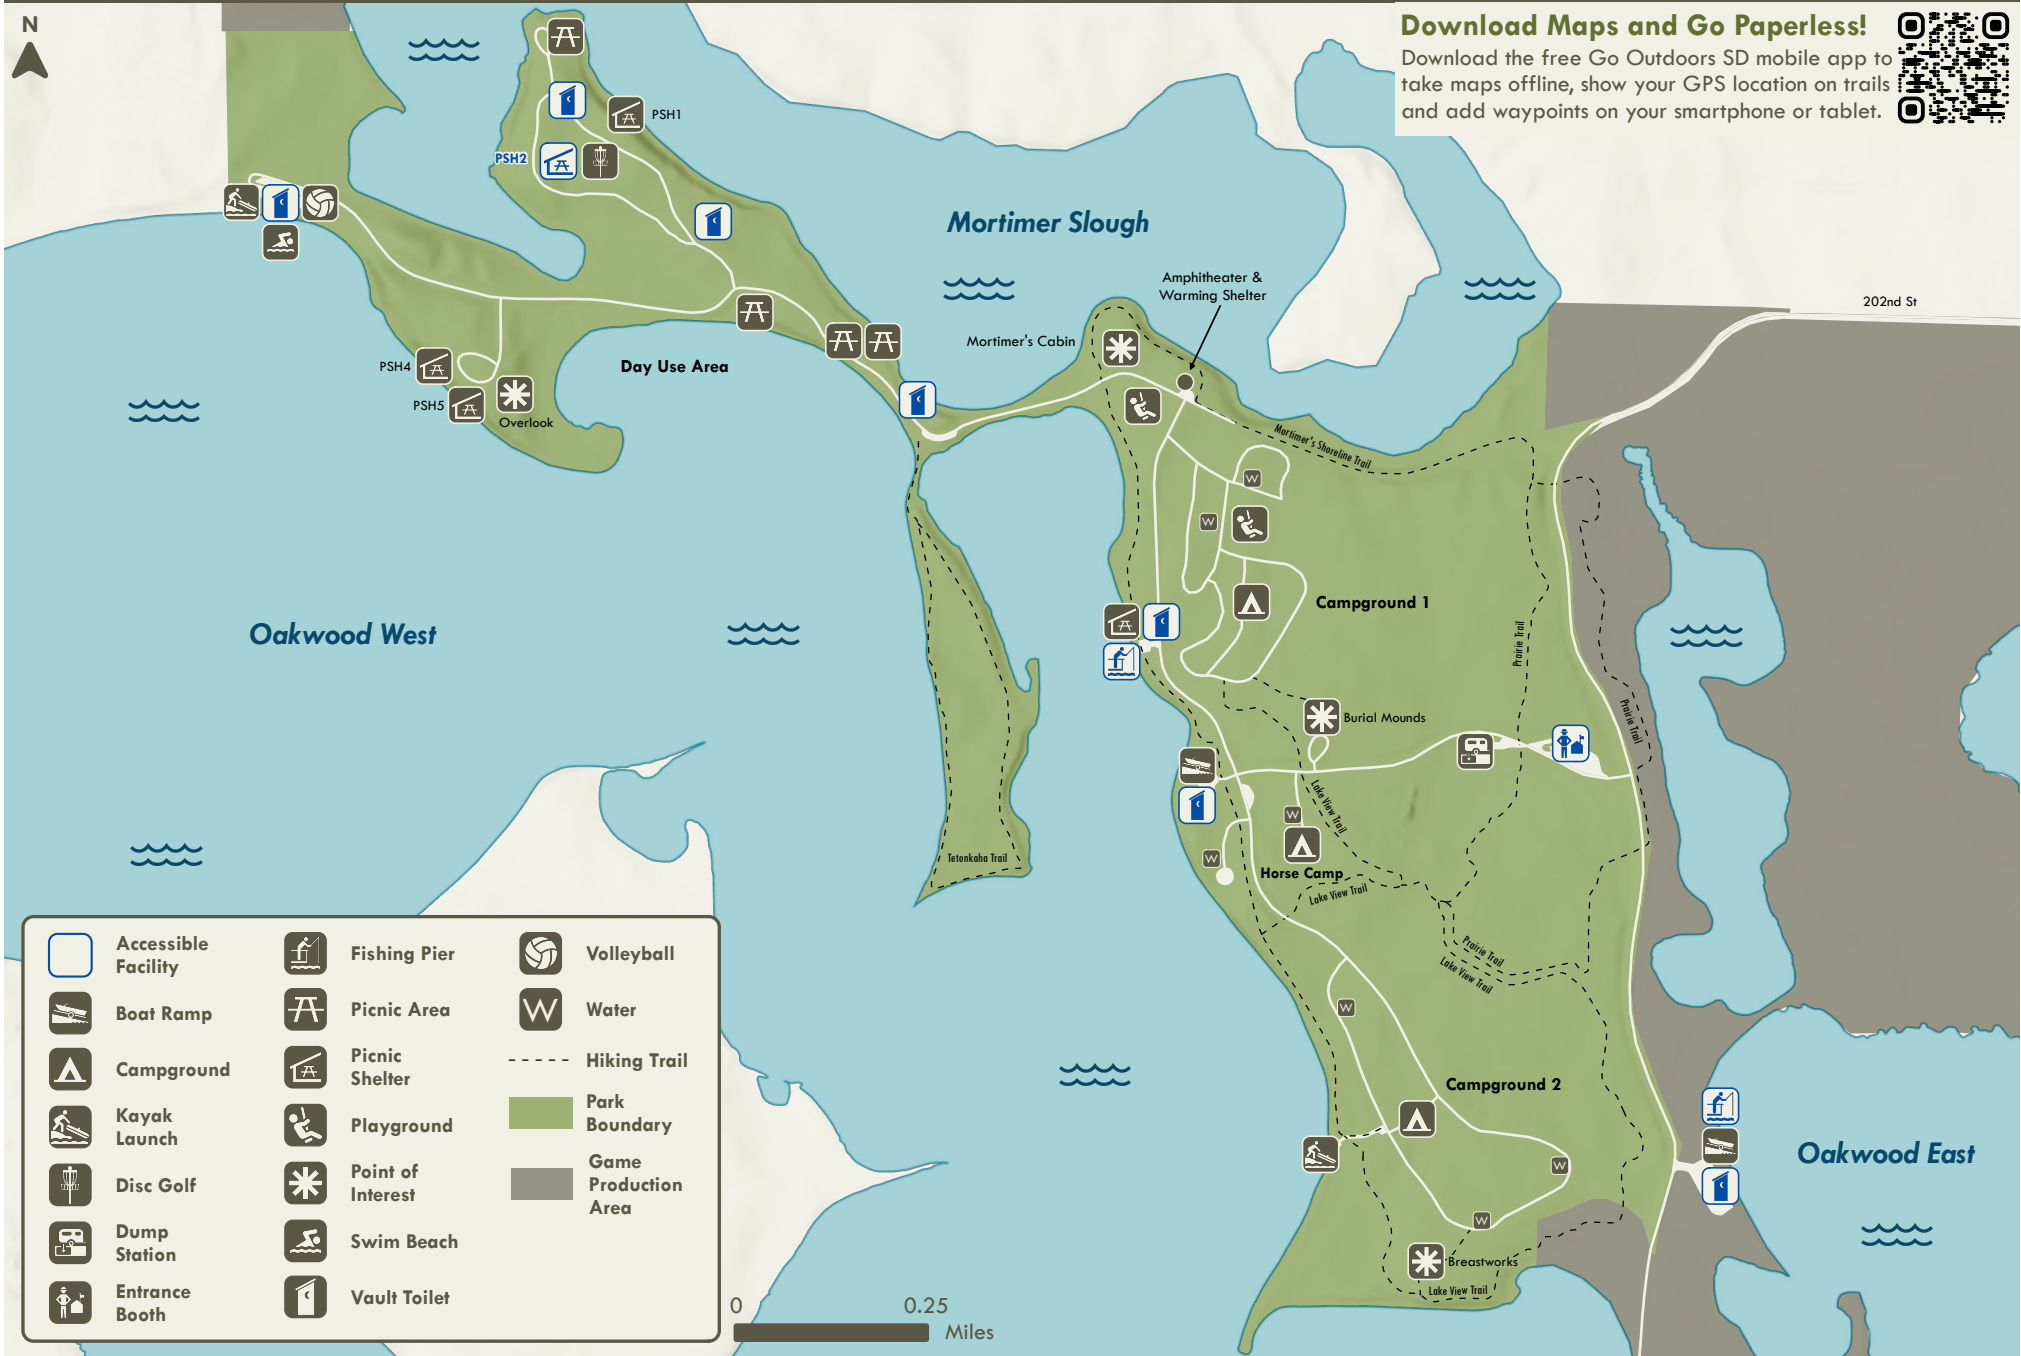 N
Download Maps and Go Paperless!
Download the free Go Outdoors SD mobile app to
take maps offline, show your GPS location on trails
and add waypoints on your smartphone or tablet.
PSH1
PSH2
Mortimer Slough
Amphitheater &
Warming Shelter
202nd St
Mortimer's Cabin
PSH4
Day Use Area
PSH5
Overlook
Mortimer's Shoreline Trail
W
W
Campground 1
Oakwood West
Prairie Trail
Prairie Trail
Burial Mounds
Lake View Trail
W
W
Tetonkaha Trail
Horse Camp
Lake View Trail
Prairie Trail
Lake View Trail
W
Campground 2
Oakwood East
W
W
Breastworks
Lake View Trail
Accessible
Facility
Boat Ramp
Campground
Kayak
Launch
Disc Golf
Dump
Station
Entrance
Booth
Fishing Pier
Picnic Area
Picnic
Shelter
Playground
Point of
Interest
Swim Beach
Vault Toilet
Volleyball
W
Water
Hiking Trail
Park
Boundary
Game
Production
Area
0
0.25
Miles